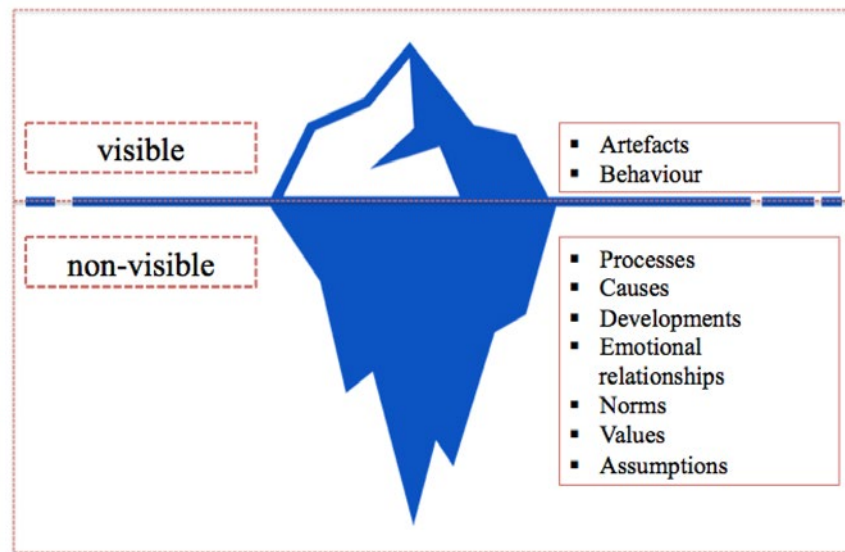 visible
▪ Artefacts
▪ Behaviour
non-visible
▪ Processes
▪ Causes
▪ Developments
▪ Emotional
relationships
▪ Norms
▪ Values
▪ Assumptions